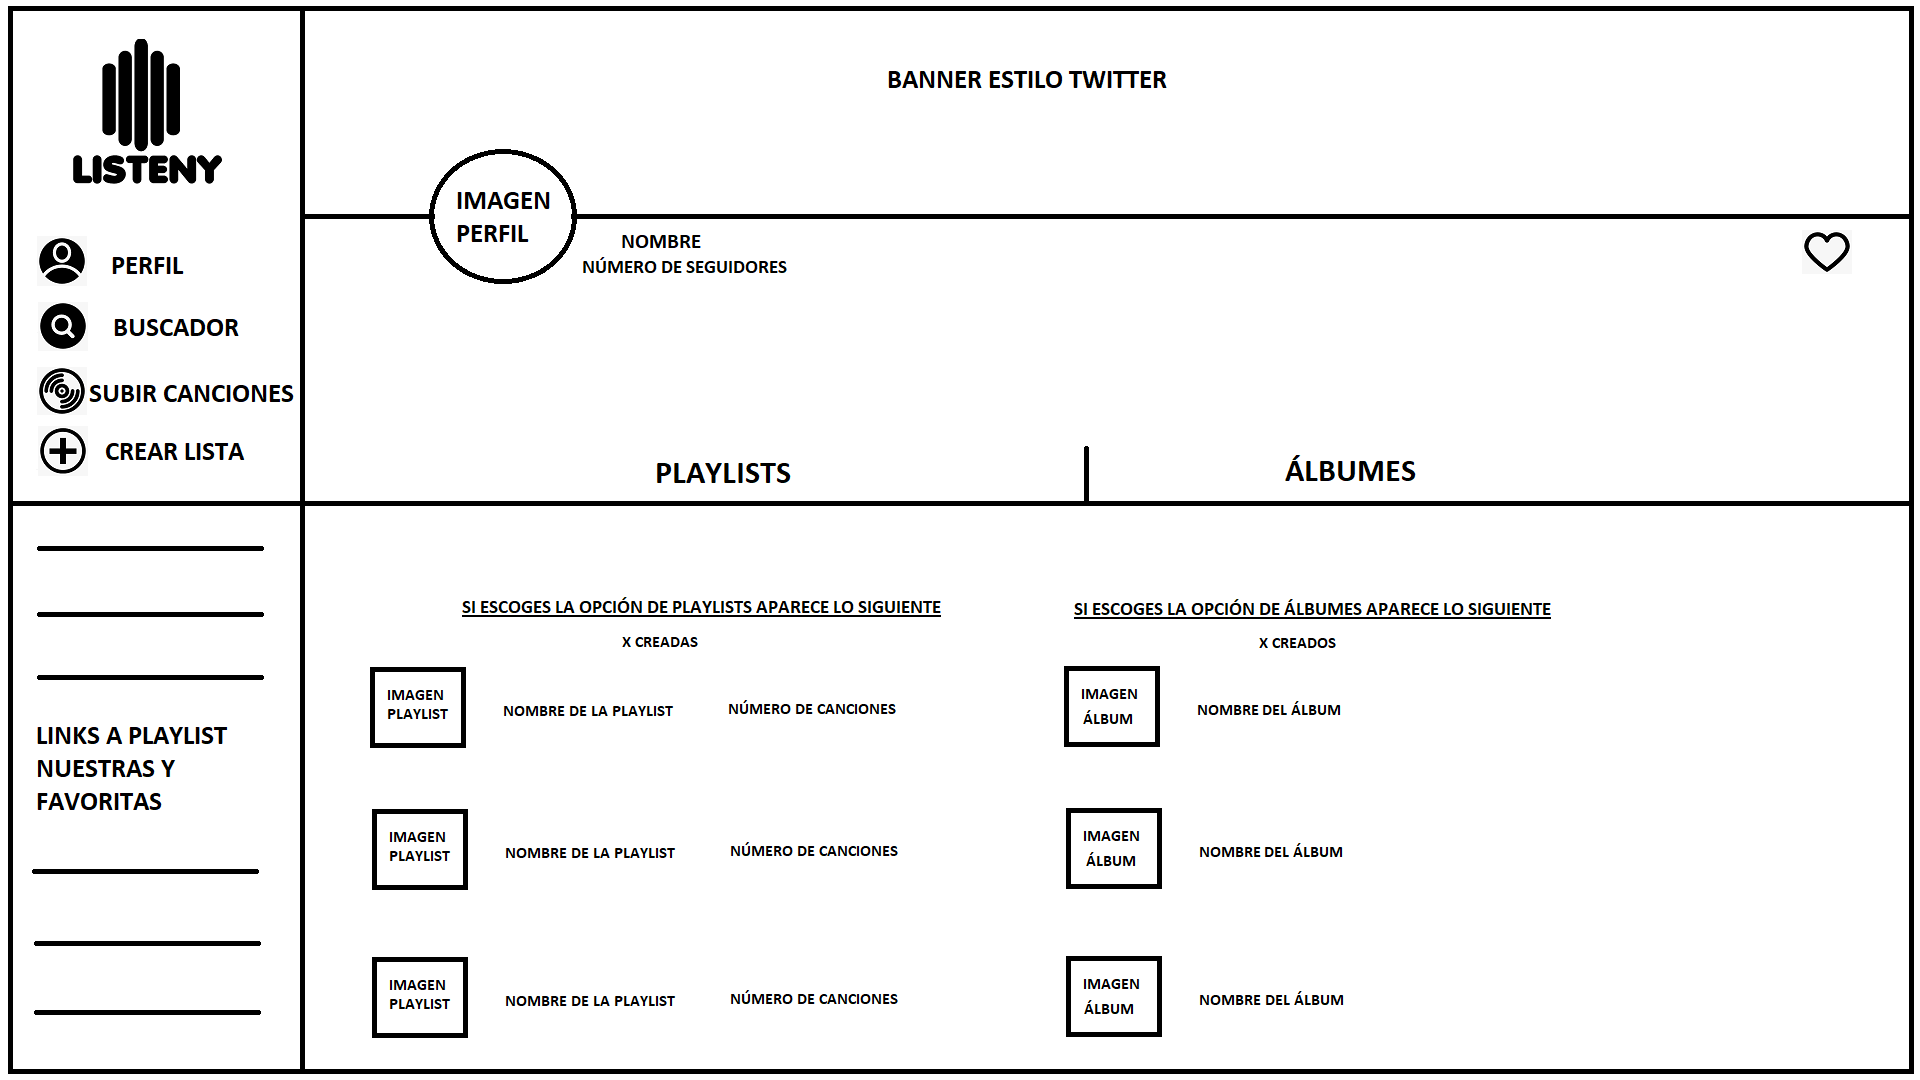 LISTENY
PERFIL
BUSCADOR
SUBIR CANCIONES
CREAR LISTA
LINKS A PLAYLIST
NUESTRAS Y
FAVORITAS
BANNER ESTILO TWITTER
IMAGEN
PERFIL
NOMBRE
NÚMERO DE SEGUIDORES
PLAYLISTS
ÁLBUMES
SI ESCOGES LA OPCIÓN DE PLAYLISTS APARECE LO SIGUIENTE
X CREADAS
IMAGEN
PLAYLIST
NOMBRE DE LA PLAYLIST
NÚMERO DE CANCIONES
IMAGEN
PLAYLIST
NOMBRE DE LA PLAYLIST
NÚMERO DE CANCIONES
IMAGEN
PLAYLIST
NOMBRE DE LA PLAYLIST
NÚMERO DE CANCIONES
SI ESCOGES LA OPCIÓN DE ÁLBUMES APARECE LO SIGUIENTE
X CREADOS
IMAGEN
ÁLBUM
NOMBRE DEL ÁLBUM
IMAGEN
ÁLBUM
NOMBRE DEL ÁLBUM
IMAGEN
ÁLBUM
NOMBRE DEL ÁLBUM